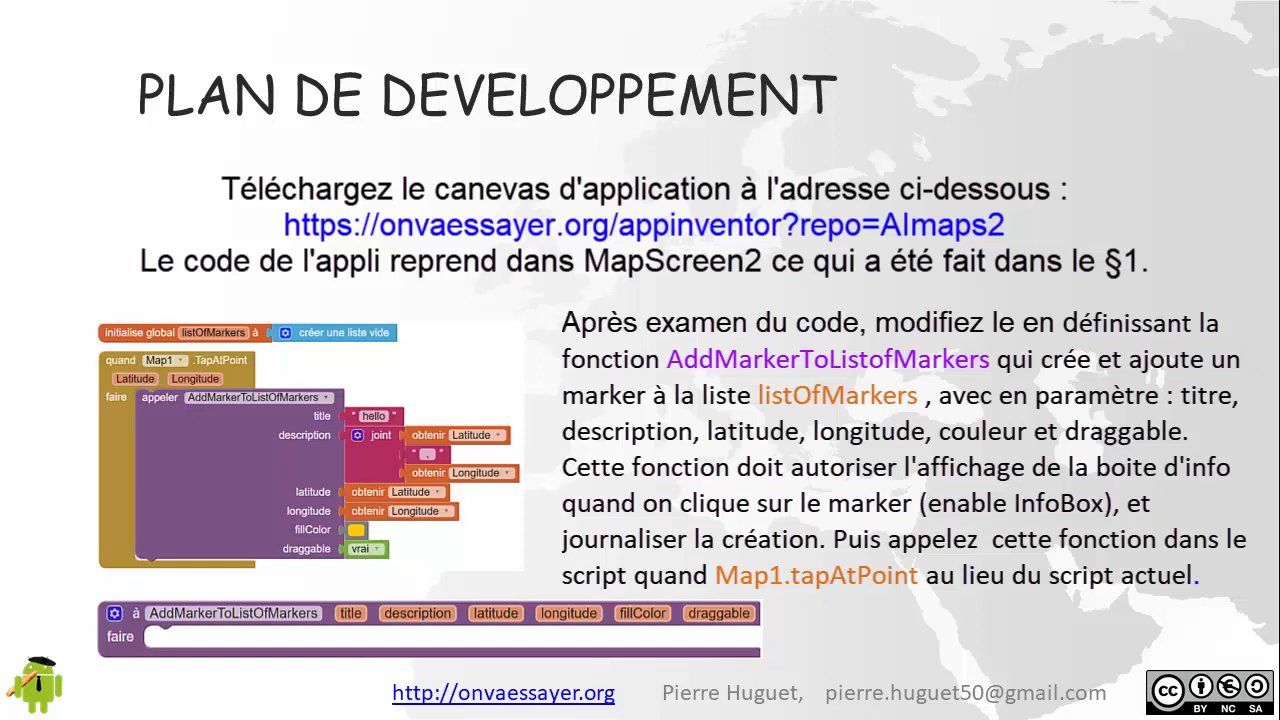 PLAN DE DEVELOPPEMENT
Téléchargez le canevas d'application à l'adresse ci-dessous :
https://onvaessayer.org/appinventor?repo=AImaps2
Le code de l'appli reprend dans MapScreen2 ce qui a été fait dans le §1.
initialise global listOfMarkers à créer une liste vide
quand Map1 .TapAtPoint
Latitude Longitude
faire appeler AddMarkerToListOfMarkers
title " hello "
description joint obtenir Latitude
" , "
obtenir Longitude
latitude obtenir Latitude
longitude obtenir Longitude
fillColor
draggable vrai
Après examen du code, modifiez le en définissant la
fonction AddMarkerToListofMarkers qui crée et ajoute un
marker à la liste listOfMarkers , avec en paramètre : titre,
description, latitude, longitude, couleur et draggable.
Cette fonction doit autoriser l'affichage de la boite d'info
quand on clique sur le marker (enable InfoBox), et
journaliser la création. Puis appelez cette fonction dans le
script quand Map1.tapAtPoint au lieu du script actuel.
à AddMarkerToListOfMarkers title description latitude longitude fillColor draggable
faire
http://onvaessayer.org Pierre Huguet, pierre.huguet50@gmail.com
cc BY NC SA